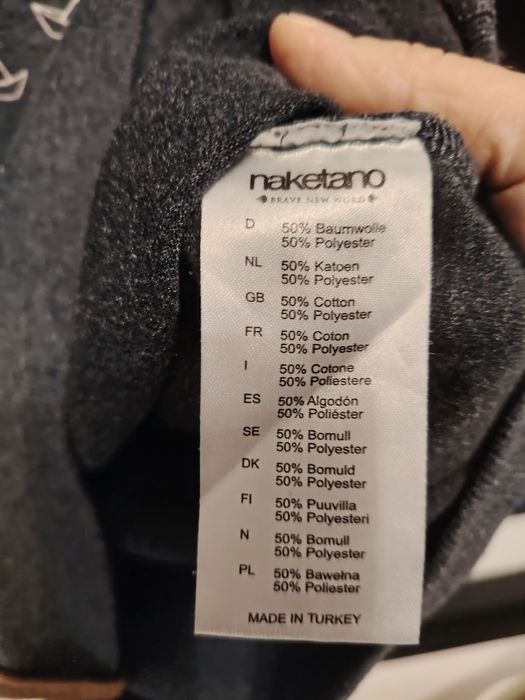 naketano
BRAVE NEW WORLD
D 50% Baumwolle
50% Polyester
NL 50% Katoen
50% Polyester
GB 50% Cotton
50% Polyester
FR 50% Coton
50% Polyester
I 50% Cotone
50% Poliestere
ES 50% Algodón
50% Poliéster
SE 50% Bomull
50% Polyester
DK 50% Bomuld
50% Polyester
FI 50% Puuvilla
50% Polyesteri
N 50% Bomull
50% Polyester
PL 50% Bawełna
50% Poliester
MADE IN TURKEY